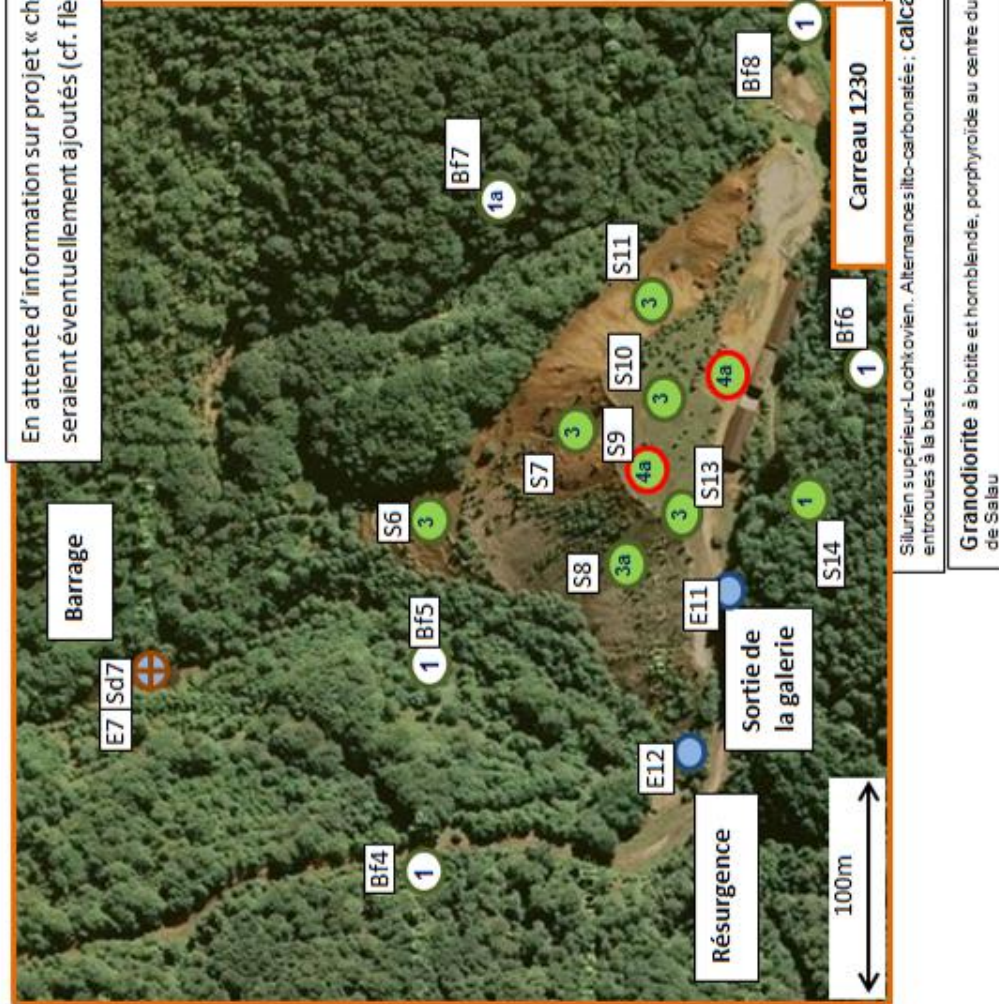 En attente d'information sur projet « ch
seraient éventuellement ajoutés (cf. flè
Barrage
E7
Sd7
Bf4
1
Bf5
1
S6
3
Bf7
1a
Bf8
1
S7
3
S8
3a
S9
4a
S10
3
S11
3
4a
S13
3
E11
E12
S14
1
Bf6
1
Sortie de
la galerie
Résurgence
100m
Carreau 1230
Silurien supérieur-Lochkovien. Alternance silto-carbonatée; calca
entroques à la base
Granodiorite à biotite et hornblende, porphyroïde au centre du
de Salau